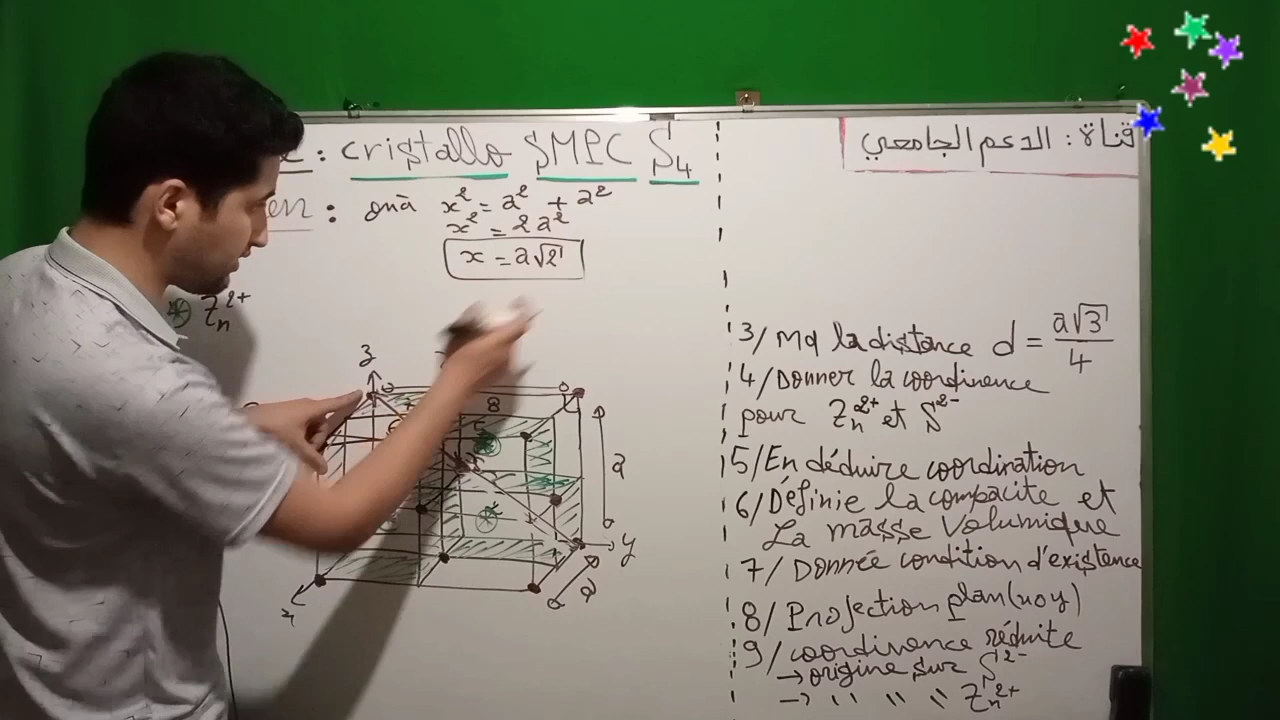 : cristallo SMPC S4
قناة : الدعم الجامعي
: on à x² = a² + a²
x² = 2a²
x = a√2
Zn2+
3/ Mq la distance d = a√3/4
4/ Donner la coordinence
pour Zn2+ et S2-
5/ En déduire coordination
6/ Définie la compacite et
La masse Volumique
7/ Donnée condition d'existence
8/ Projection plan (xoy)
9/ coordinence réduite
→ origine sur S2-
→ \\ \\ \\ Zn2+
z
8
a
y
a
x